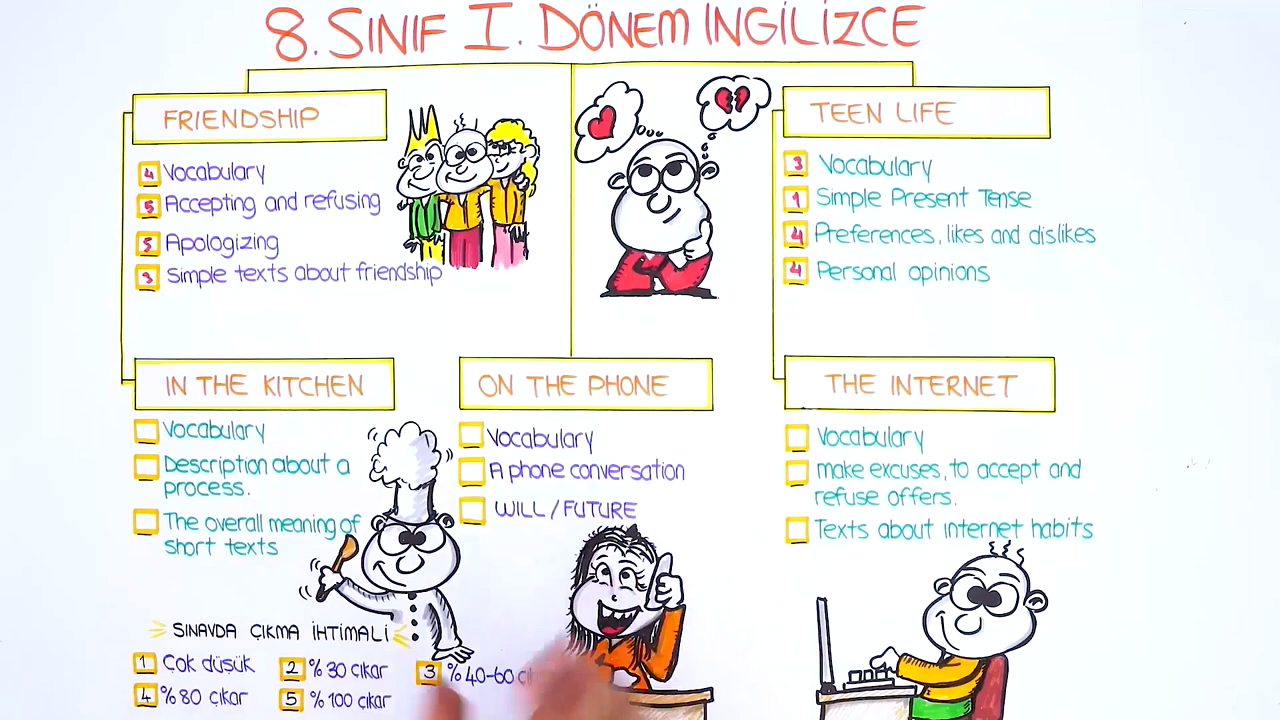 8. SINIF I. DÖNEM INGİLİZCE
FRIENDSHIP
4 Vocabulary
5 Accepting and refusing
5 Apologizing
3 Simple texts about friendship
TEEN LIFE
3 Vocabulary
1 Simple Present Tense
4 Preferences, likes and dislikes
4 Personal opinions
IN THE KITCHEN
Vocabulary
Description about a
process.
The overall meaning of
short texts
ON THE PHONE
Vocabulary
A phone conversation
WILL / FUTURE
THE INTERNET
Vocabulary
make excuses, to accept and
refuse offers.
Texts about internet habits
SINAVDA ÇIKMA İHTİMALİ
1 Çok düşük 2 %30 çıkar 3 %40-60
4 %80 çıkar 5 %100 çıkar